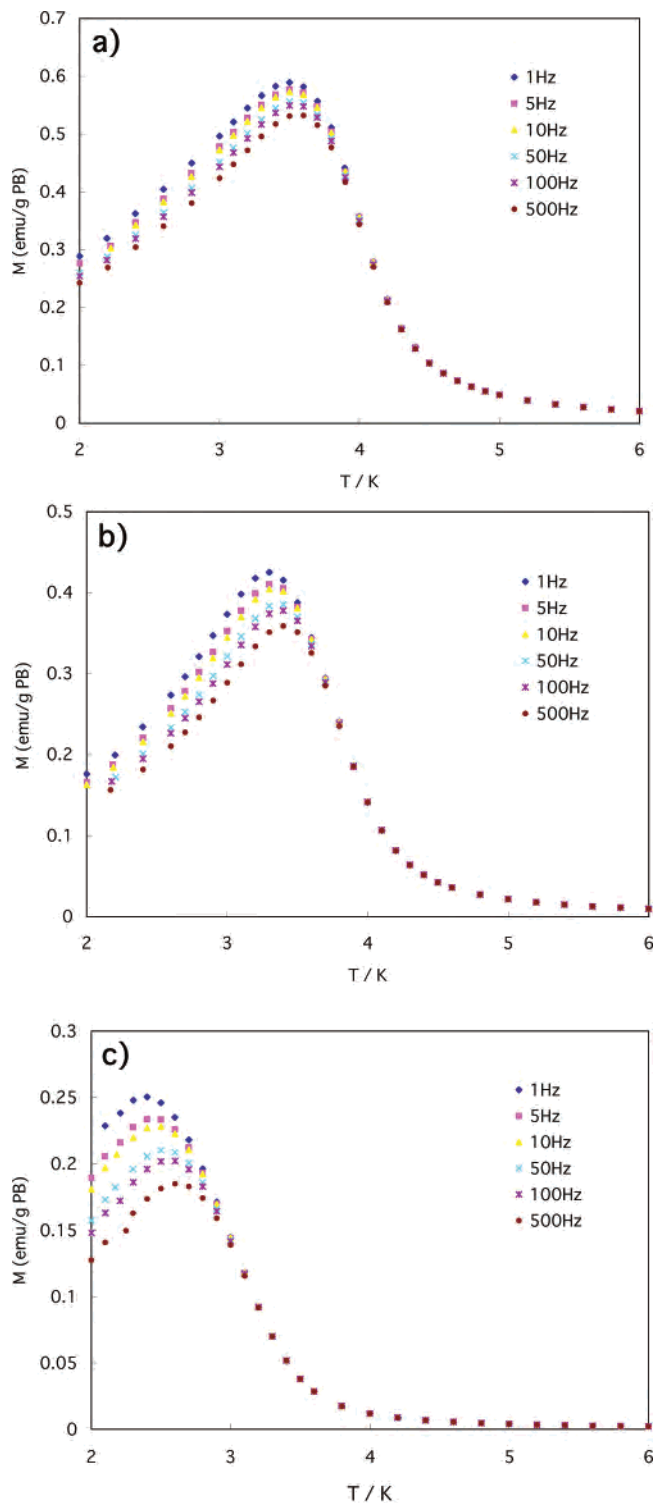 a)
0.7
0.6
0.5
0.4
0.3
0.2
0.1
0
M (emu/g PB)
1Hz
5Hz
10Hz
50Hz
100Hz
500Hz
2 3 4 5 6
T / K
b)
0.5
0.4
0.3
0.2
0.1
0
M (emu/g PB)
1Hz
5Hz
10Hz
50Hz
100Hz
500Hz
2 3 4 5 6
T / K
c)
0.3
0.25
0.2
0.15
0.1
0.05
0
M (emu/g PB)
1Hz
5Hz
10Hz
50Hz
100Hz
500Hz
2 3 4 5 6
T / K